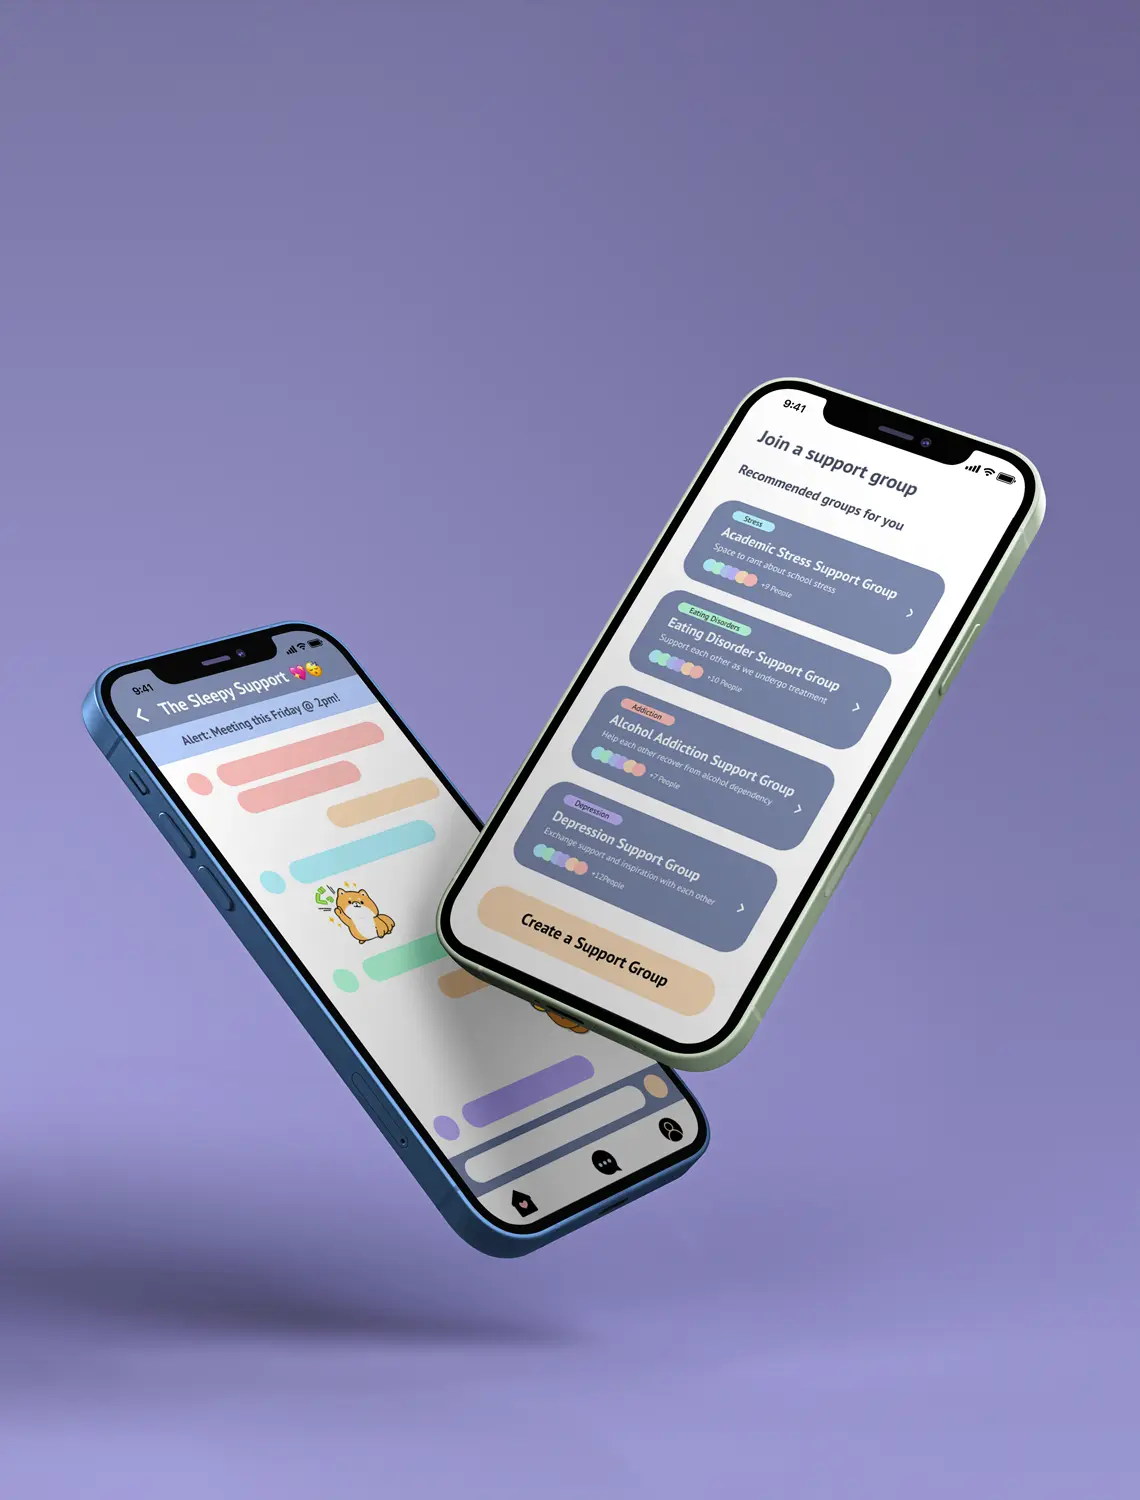 9:41
Join a support group
Recommended groups for you
Stress
Academic Stress Support Group
Space to rant about school stress
+9 People
Eating Disorders
Eating Disorder Support Group
Support each other as we undergo treatment
+10 People
Addiction
Alcohol Addiction Support Group
Help each other recover from alcohol dependency
+7 People
Depression
Depression Support Group
Exchange support and inspiration with each other
+12People
Create a Support Group
9:41
The Sleepy Support 💖😴
Alert: Meeting this Friday @ 2pm!